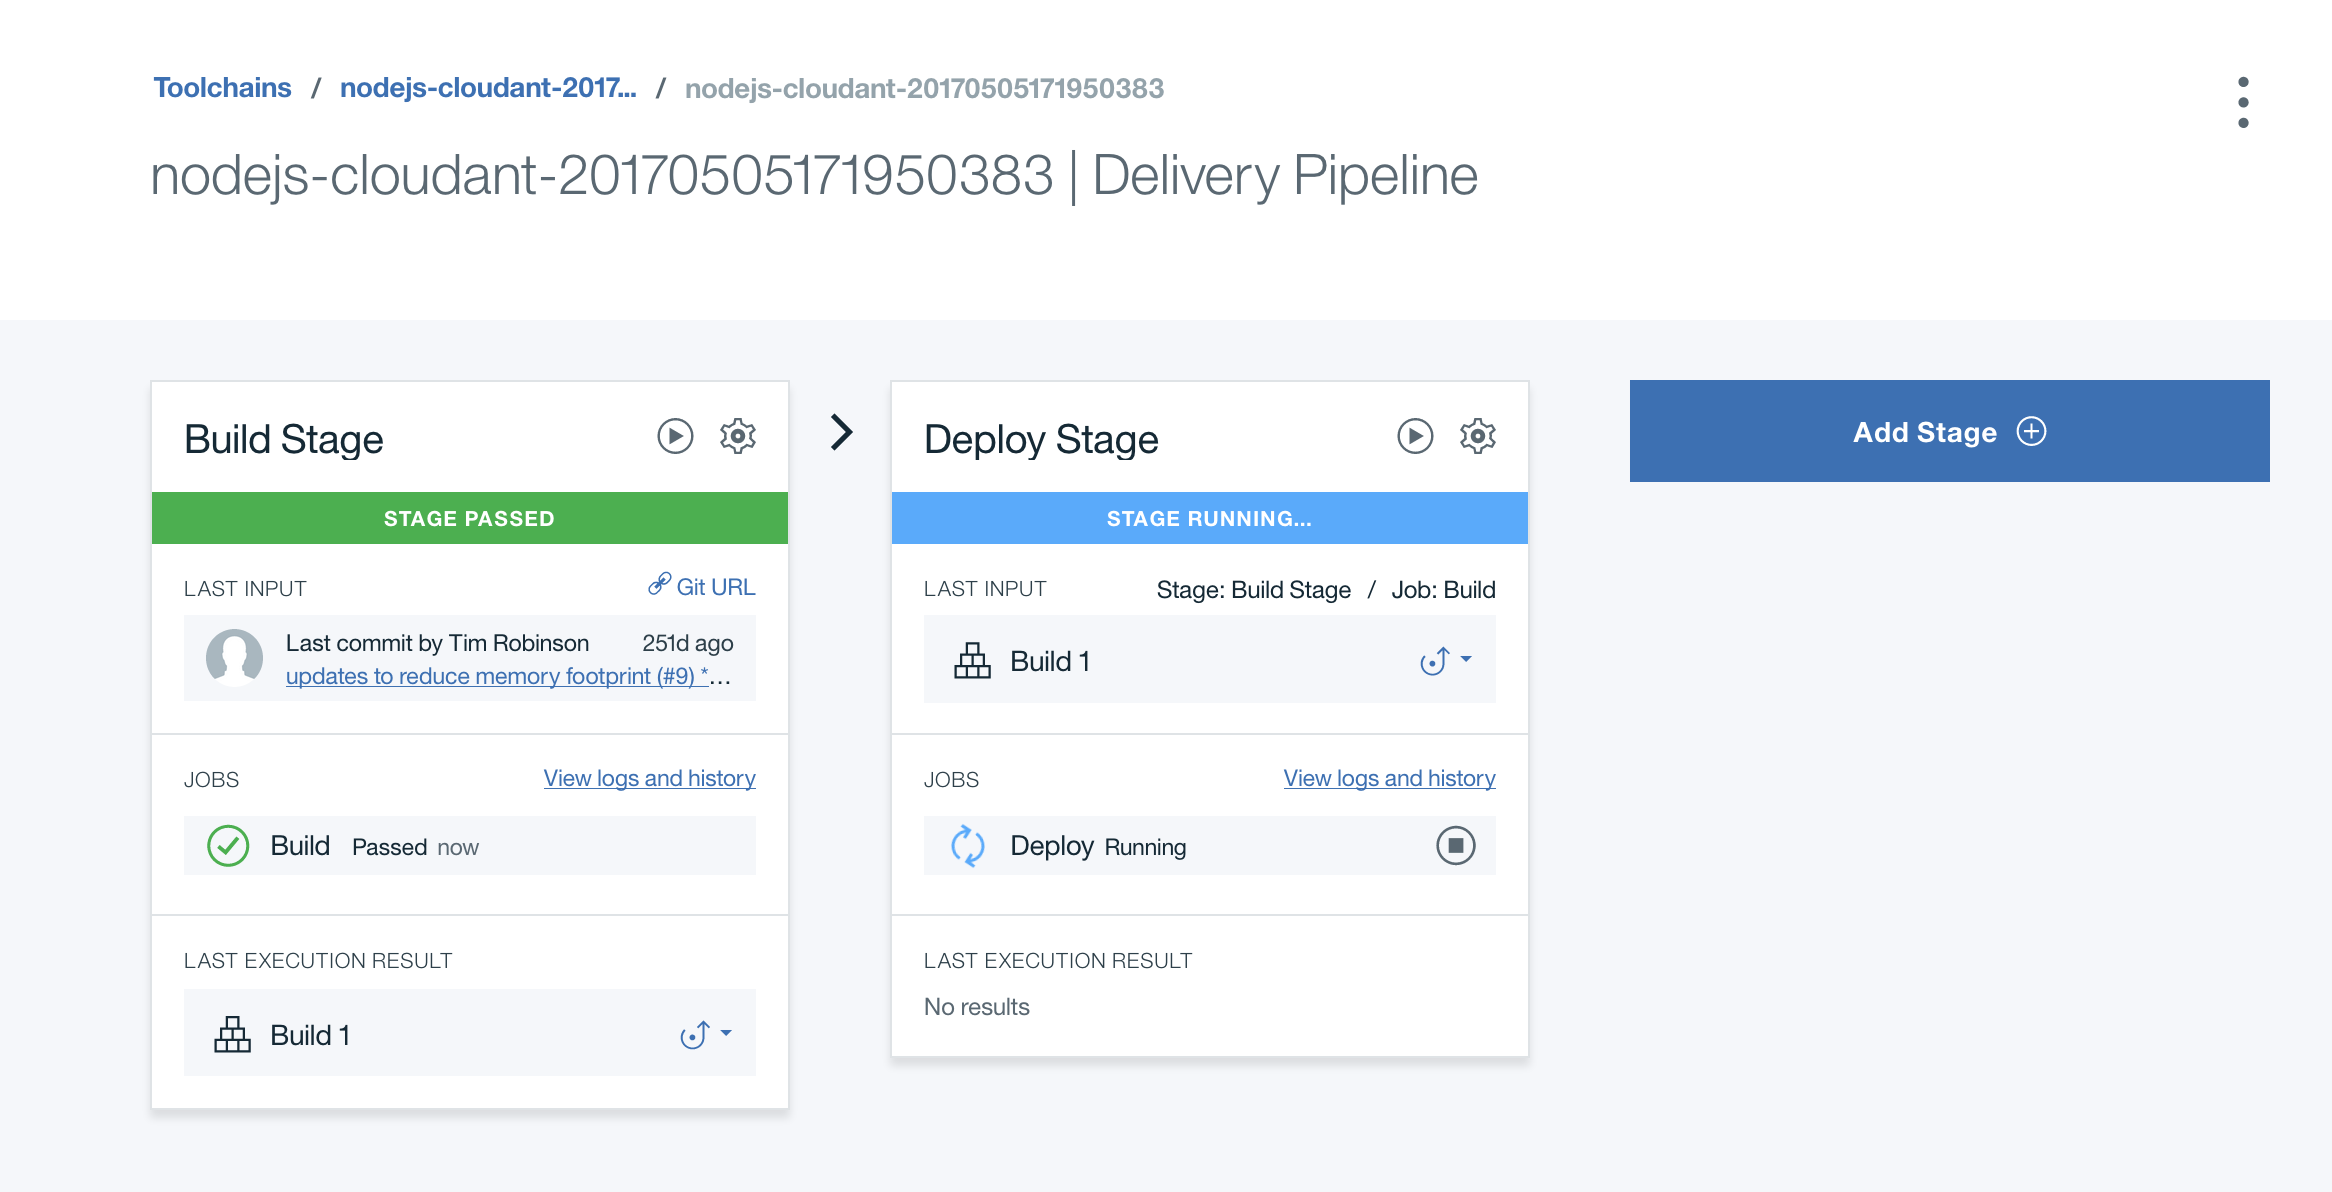 Toolchains / nodejs-cloudant-2017... / nodejs-cloudant-20170505171950383
nodejs-cloudant-20170505171950383 | Delivery Pipeline
Build Stage
STAGE PASSED
LAST INPUT Git URL
Last commit by Tim Robinson 251d ago
updates to reduce memory footprint (#9) *...
JOBS View logs and history
Build Passed now
LAST EXECUTION RESULT
Build 1
Deploy Stage
STAGE RUNNING...
LAST INPUT Stage: Build Stage / Job: Build
Build 1
JOBS View logs and history
Deploy Running
LAST EXECUTION RESULT
No results
Add Stage